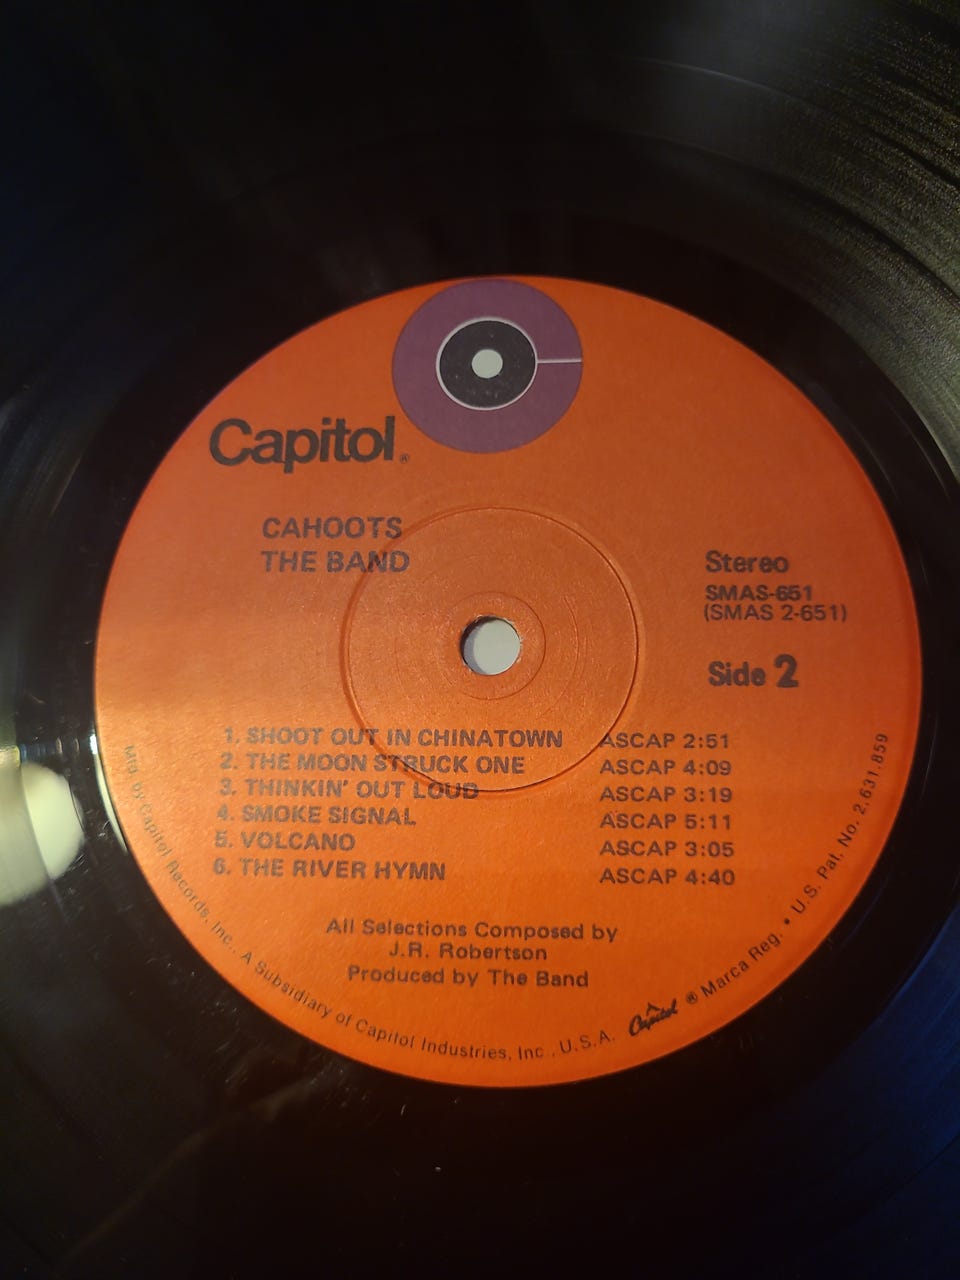 Capitol®
CAHOOTS
THE BAND
Stereo
SMAS-651
(SMAS 2-651)
Side 2
1. SHOOT OUT IN CHINATOWN ASCAP 2:51
2. THE MOON STRUCK ONE ASCAP 4:09
3. THINKIN' OUT LOUD ASCAP 3:19
4. SMOKE SIGNAL ASCAP 5:11
5. VOLCANO ASCAP 3:05
6. THE RIVER HYMN ASCAP 4:40
All Selections Composed by
J.R. Robertson
Produced by The Band
Mfd. by Capitol Records, Inc., A Subsidiary of Capitol Industries, Inc., U.S.A. Capitol ® Marca Reg. • U.S. Pat. No. 2,631,859